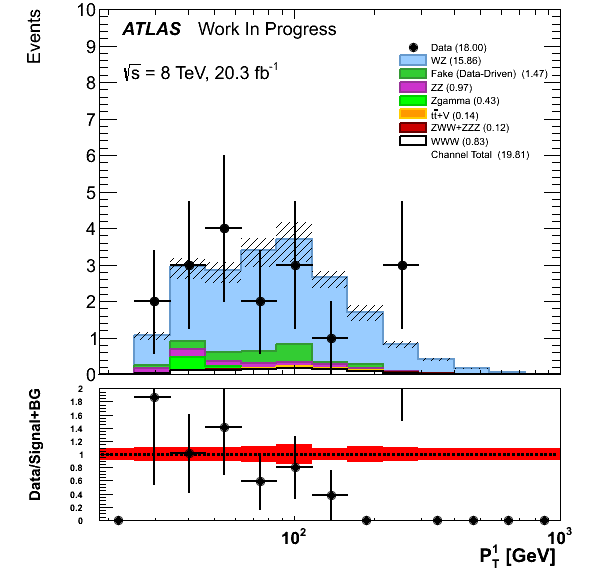 Events
10
9
8
7
6
5
4
3
2
1
0
ATLAS Work In Progress
√s = 8 TeV, 20.3 fb-1
Data (18.00)
WZ (15.86)
Fake (Data-Driven) (1.47)
ZZ (0.97)
Zgamma (0.43)
tt̄+V (0.14)
ZWW+ZZZ (0.12)
WWW (0.83)
Channel Total (19.81)
Data/Signal+BG
2
1.8
1.6
1.4
1.2
1
0.8
0.6
0.4
0.2
0
10²
10³
P¹T [GeV]